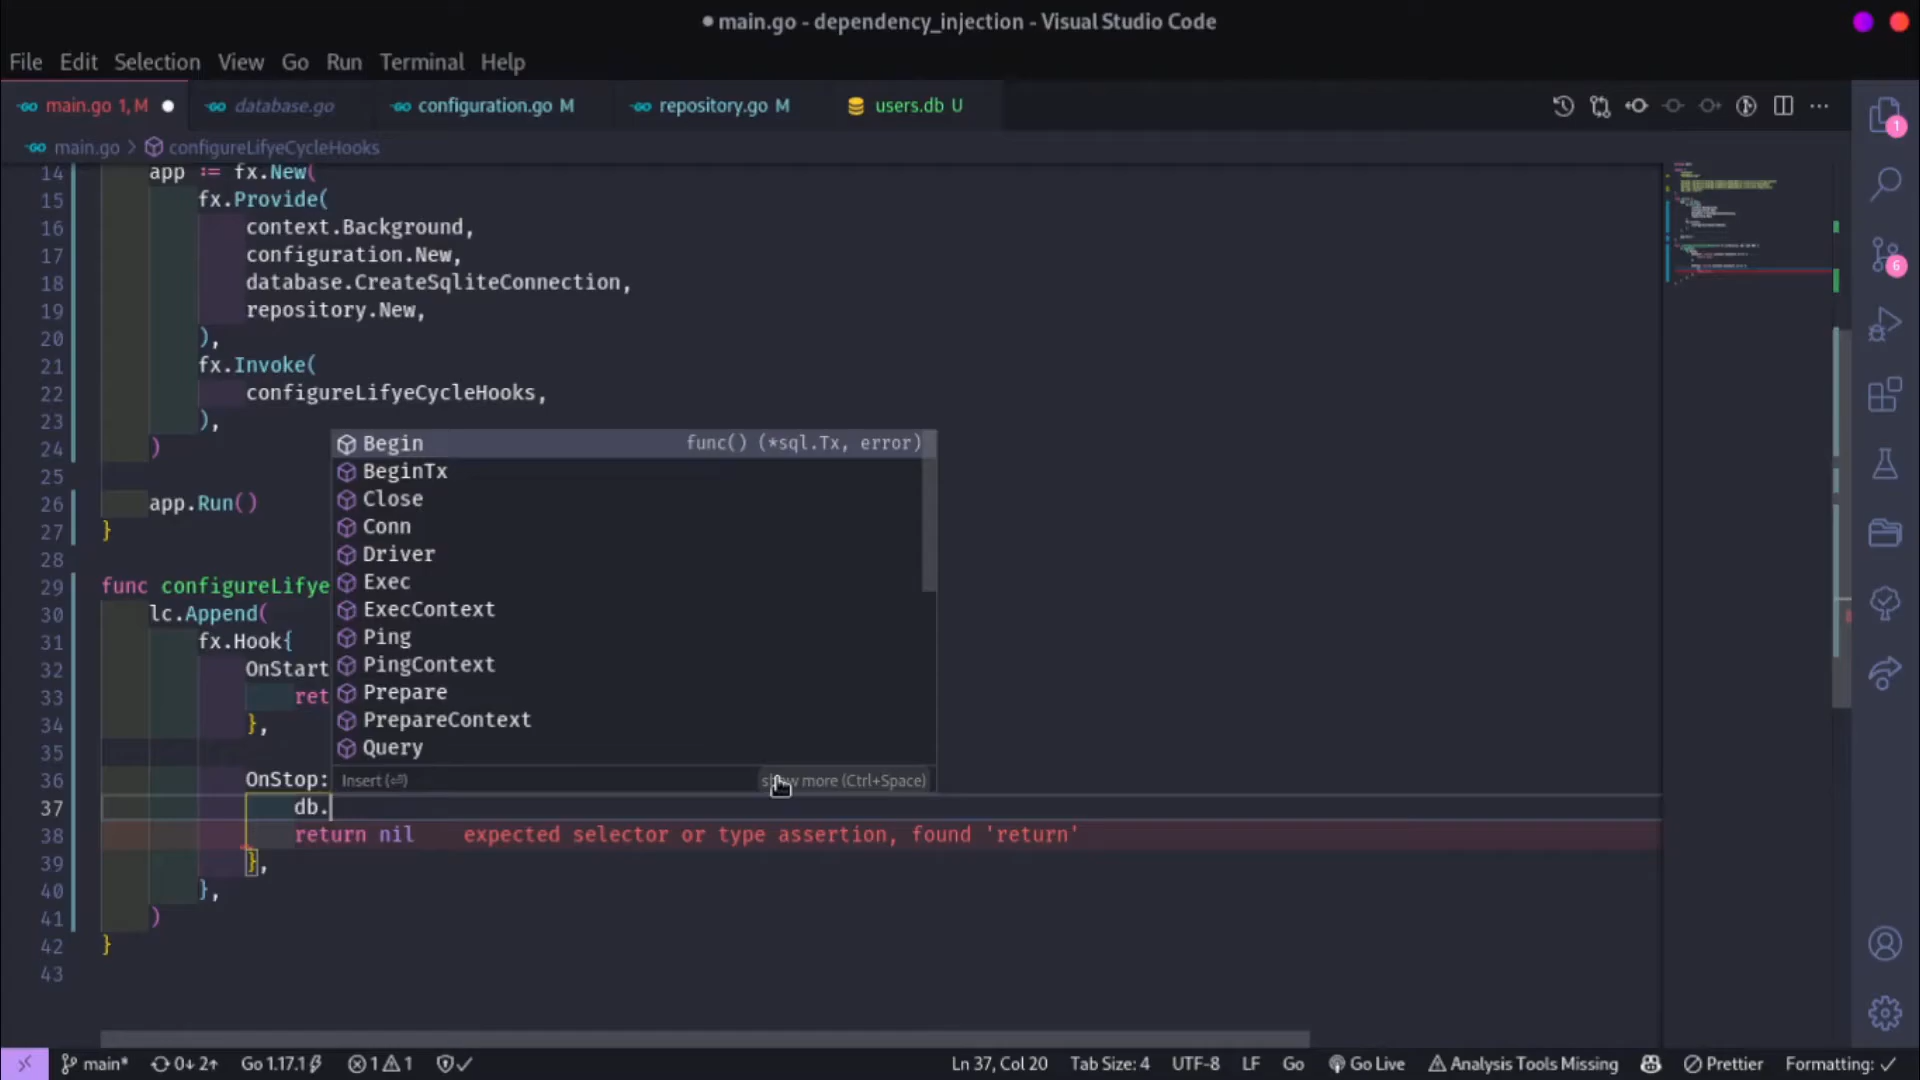 main.go - dependency_injection - Visual Studio Code
File Edit Selection View Go Run Terminal Help
main.go 1, M database.go configuration.go M repository.go M users.db U
main.go > configureLifyeCycleHooks
14 app := fx.New(
15 fx.Provide(
16 context.Background,
17 configuration.New,
18 database.CreateSqliteConnection,
19 repository.New,
20 ),
21 fx.Invoke(
22 configureLifyeCycleHooks,
23 ),
24 )
25
26 app.Run()
27 }
28
29 func configureLifye
30 lc.Append(
31 fx.Hook{
32 OnStart
33 ret
34 },
35
36 OnStop:
37 db.
38 return nil expected selector or type assertion, found 'return'
39 },
40 },
41 )
42 }
43
Begin func() (*sql.Tx, error)
BeginTx
Close
Conn
Driver
Exec
ExecContext
Ping
PingContext
Prepare
PrepareContext
Query
Insert (⏎) show more (Ctrl+Space)
1
6
main* 0↓ 2↑ Go 1.17.1 1 1 Ln 37, Col 20 Tab Size: 4 UTF-8 LF Go Go Live Analysis Tools Missing Prettier Formatting: ✓